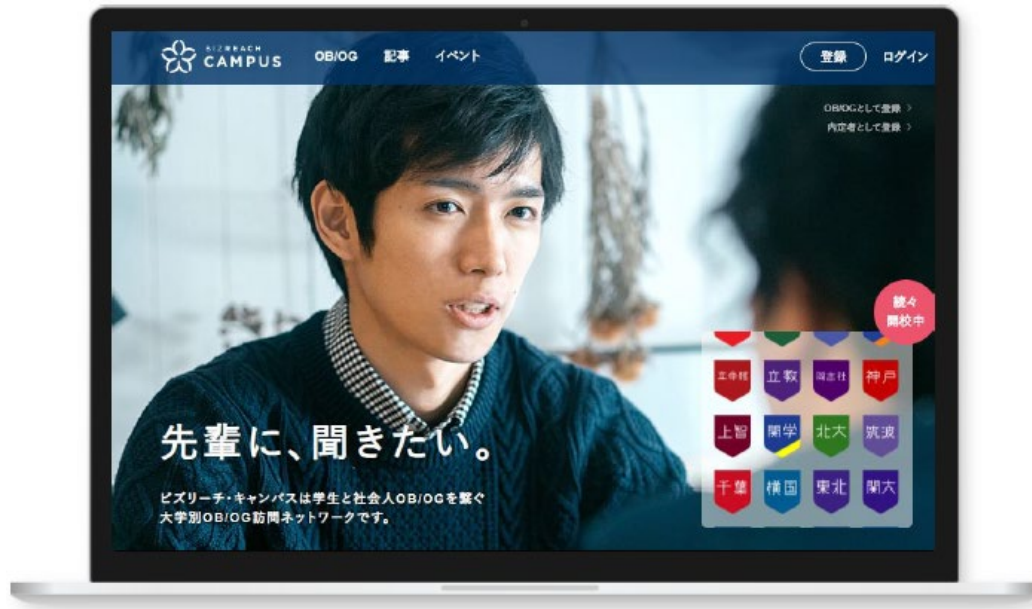 BIZREACH
CAMPUS
OB/OG 記事 イベント
登録 ログイン
OB/OGとして登録 >
内定者として登録 >
続々
開校中
立命館 立教 同志社 神戸
上智 関学 北大 筑波
千葉 横国 東北 関大
先輩に、聞きたい。
ビズリーチ・キャンパスは学生と社会人OB/OGを繋ぐ
大学別OB/OG訪問ネットワークです。